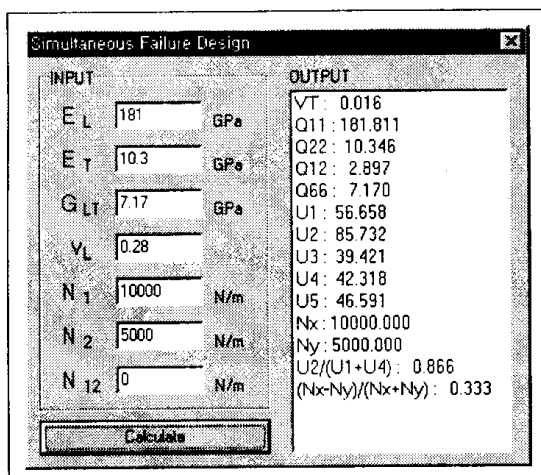 Simultaneous Failure Design
INPUT
E L 181 GPa
E T 10.3 GPa
G LT 7.17 GPa
VL 0.28
N 1 10000 N/m
N 2 5000 N/m
N 12 0 N/m
Calculate
OUTPUT
VT : 0.016
Q11 : 181.811
Q22 : 10.346
Q12 : 2.897
Q66 : 7.170
U1 : 56.658
U2 : 85.732
U3 : 39.421
U4 : 42.318
U5 : 46.591
Nx : 10000.000
Ny : 5000.000
U2/(U1+U4) : 0.866
(Nx-Ny)/(Nx+Ny) : 0.333